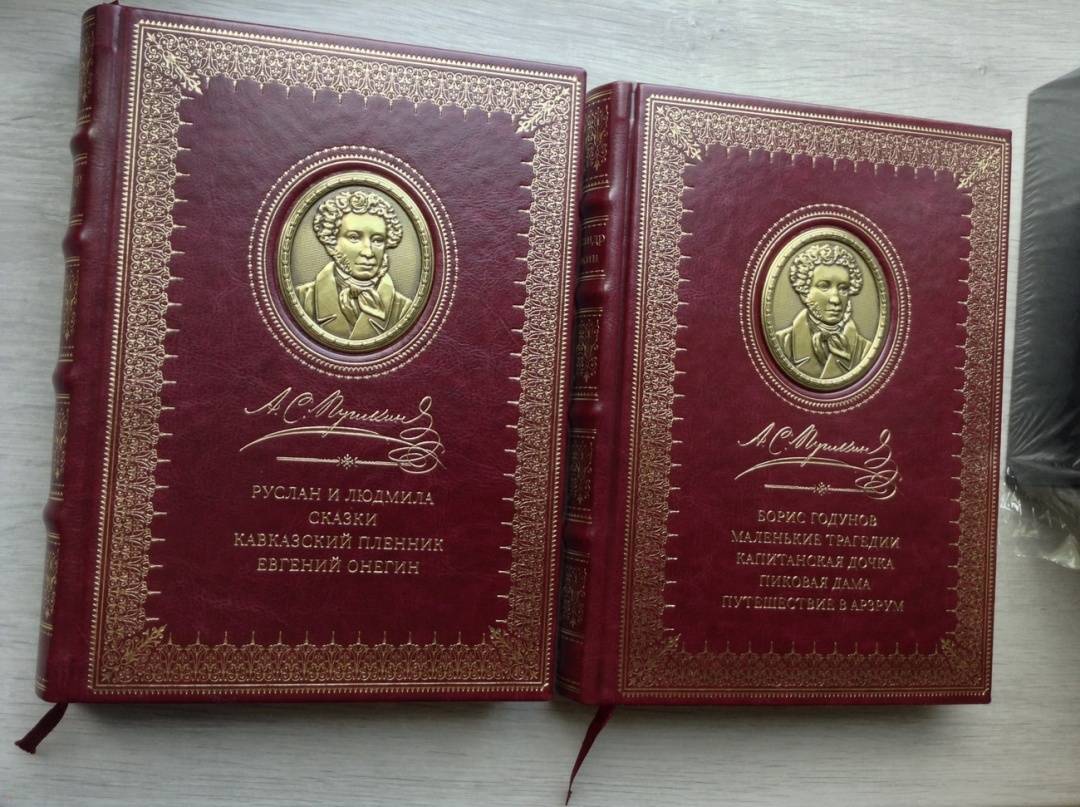 А.С.Пушкин
РУСЛАН И ЛЮДМИЛА
СКАЗКИ
КАВКАЗСКИЙ ПЛЕННИК
ЕВГЕНИЙ ОНЕГИН
А.С.Пушкин
БОРИС ГОДУНОВ
МАЛЕНЬКИЕ ТРАГЕДИИ
КАПИТАНСКАЯ ДОЧКА
ПИКОВАЯ ДАМА
ПУТЕШЕСТВИЕ В АРЗРУМ